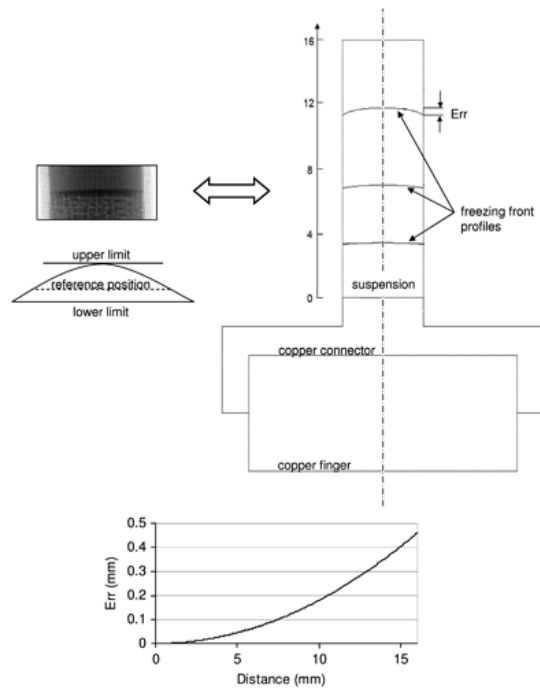 16
12
Err
8
freezing front
profiles
4
upper limit
reference position
suspension
0
lower limit
copper connector
copper finger
0.5
0.4
0.3
0.2
0.1
0
Err (mm)
0
5
10
15
Distance (mm)